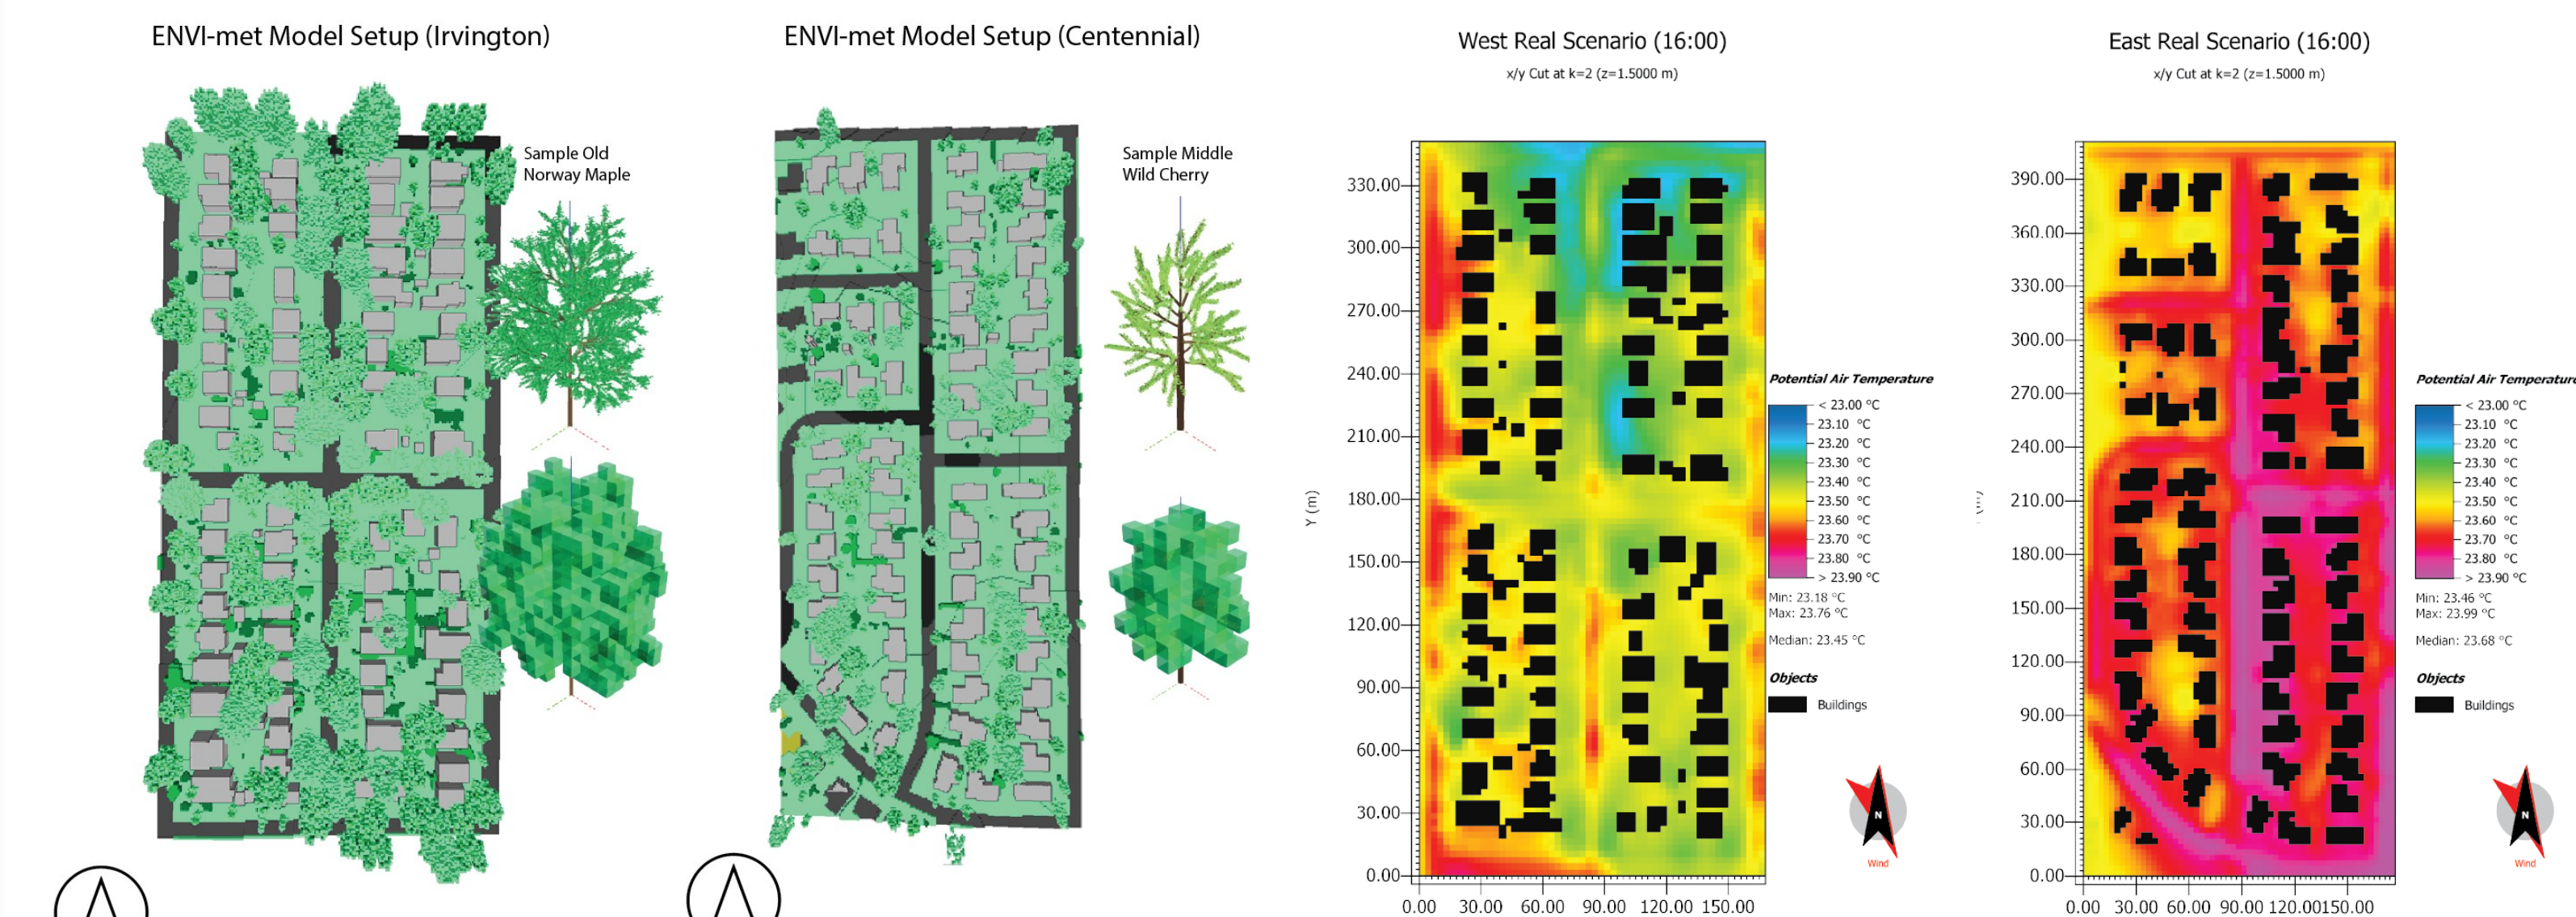 ENVI-met Model Setup (Irvington)
Sample Old
Norway Maple
ENVI-met Model Setup (Centennial)
Sample Middle
Wild Cherry
West Real Scenario (16:00)
x/y Cut at k=2 (z=1.5000 m)
330.00
300.00
270.00
240.00
210.00
180.00
150.00
120.00
90.00
60.00
30.00
0.00
Y (m)
0.00 30.00 60.00 90.00 120.00 150.00
Potential Air Temperature
< 23.00 °C
23.10 °C
23.20 °C
23.30 °C
23.40 °C
23.50 °C
23.60 °C
23.70 °C
23.80 °C
> 23.90 °C
Min: 23.18 °C
Max: 23.76 °C
Median: 23.45 °C
Objects
Buildings
N
Wind
East Real Scenario (16:00)
x/y Cut at k=2 (z=1.5000 m)
390.00
360.00
330.00
300.00
270.00
240.00
210.00
180.00
150.00
120.00
90.00
60.00
30.00
0.00
0.00 30.00 60.00 90.00 120.00 150.00
Potential Air Temperature
< 23.00 °C
23.10 °C
23.20 °C
23.30 °C
23.40 °C
23.50 °C
23.60 °C
23.70 °C
23.80 °C
> 23.90 °C
Min: 23.46 °C
Max: 23.99 °C
Median: 23.68 °C
Objects
Buildings
N
Wind